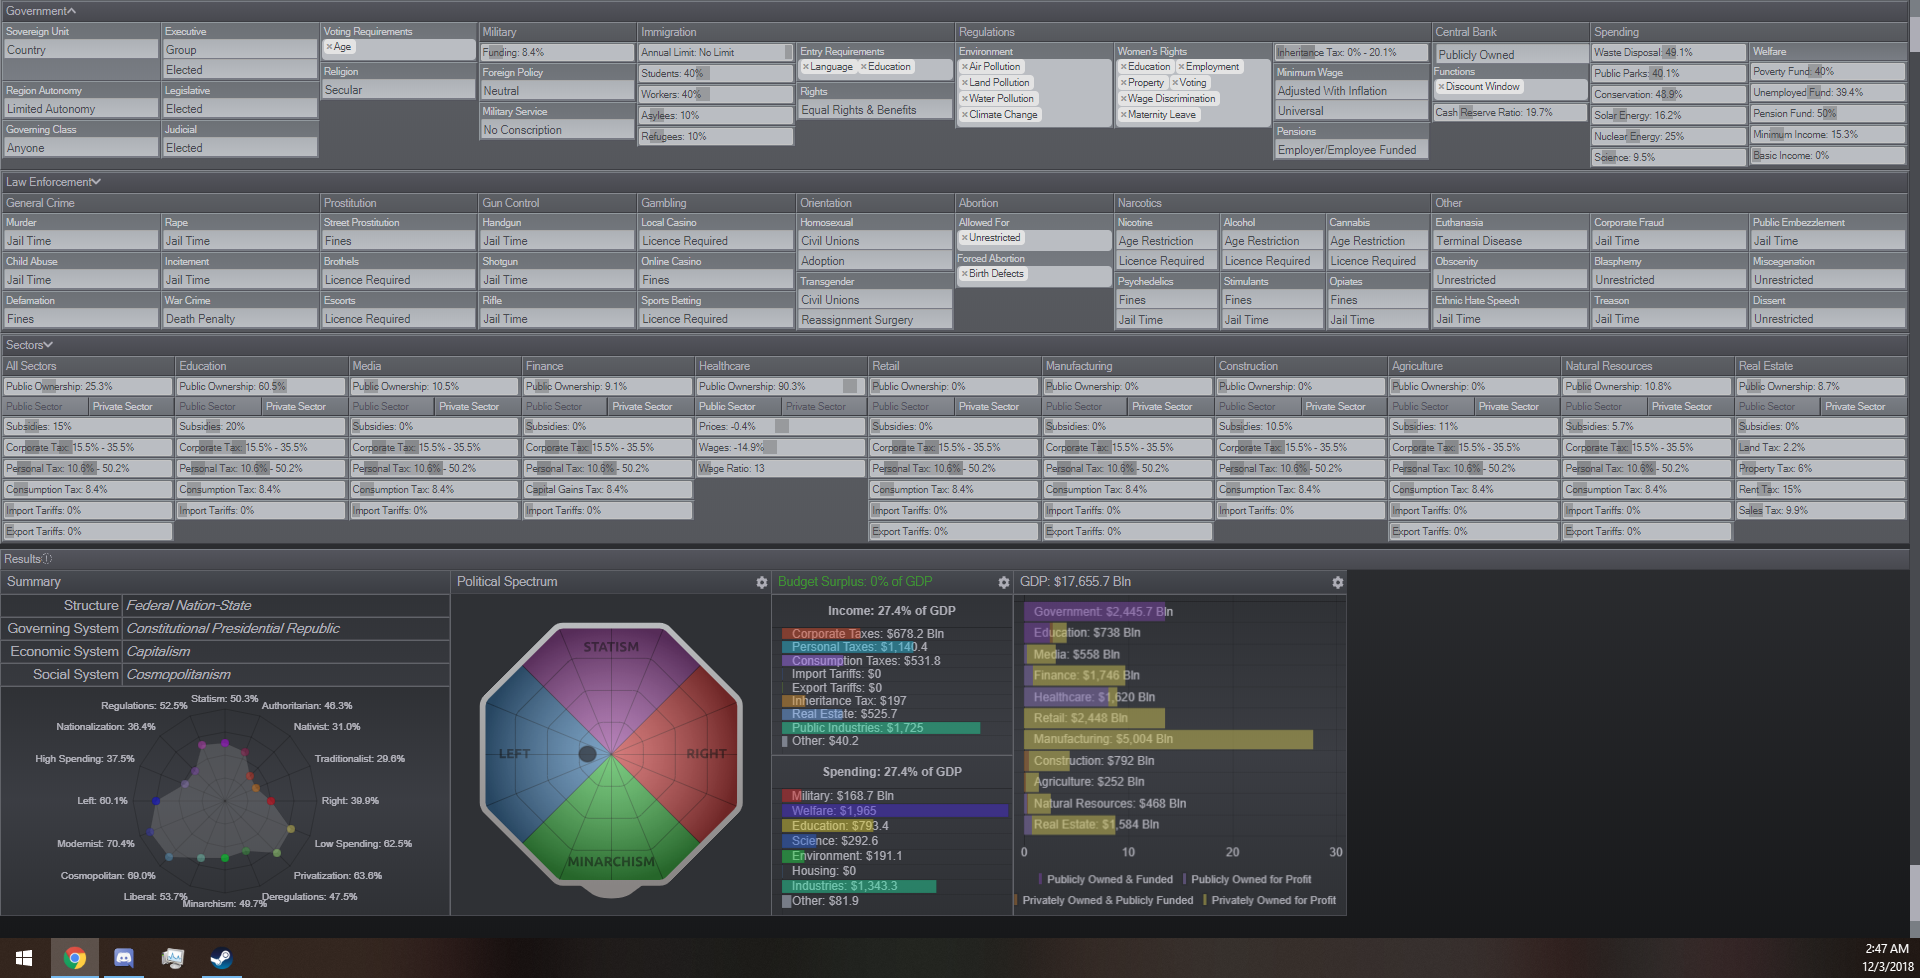 Government
Sovereign Unit
Country
Region Autonomy
Limited Autonomy
Governing Class
Anyone
Executive
Group
Elected
Legislative
Elected
Judicial
Elected
Voting Requirements
×Age
Religion
Secular
Military
Funding: 8.4%
Foreign Policy
Neutral
Military Service
No Conscription
Immigration
Annual Limit: No Limit
Students: 40%
Workers: 40%
Asylees: 10%
Refugees: 10%
Entry Requirements
×Language ×Education
Rights
Equal Rights & Benefits
Regulations
Environment
×Air Pollution
×Land Pollution
×Water Pollution
×Climate Change
Women's Rights
×Education ×Employment
×Property ×Voting
×Wage Discrimination
×Maternity Leave
Inheritance Tax: 0% - 20.1%
Minimum Wage
Adjusted With Inflation
Universal
Pensions
Employer/Employee Funded
Central Bank
Publicly Owned
Functions
×Discount Window
Cash Reserve Ratio: 19.7%
Spending
Waste Disposal: 49.1%
Public Parks: 40.1%
Conservation: 48.9%
Solar Energy: 16.2%
Nuclear Energy: 25%
Science: 9.5%
Welfare
Poverty Fund: 40%
Unemployed Fund: 39.4%
Pension Fund: 50%
Minimum Income: 15.3%
Basic Income: 0%
Law Enforcement
General Crime
Murder
Jail Time
Child Abuse
Jail Time
Defamation
Fines
Rape
Jail Time
Incitement
Jail Time
War Crime
Death Penalty
Prostitution
Street Prostitution
Fines
Brothels
Licence Required
Escorts
Licence Required
Gun Control
Handgun
Jail Time
Shotgun
Jail Time
Rifle
Jail Time
Gambling
Local Casino
Licence Required
Online Casino
Fines
Sports Betting
Licence Required
Orientation
Homosexual
Civil Unions
Adoption
Transgender
Civil Unions
Reassignment Surgery
Abortion
Allowed For
×Unrestricted
Forced Abortion
×Birth Defects
Narcotics
Nicotine
Age Restriction
Licence Required
Psychedelics
Fines
Jail Time
Alcohol
Age Restriction
Licence Required
Stimulants
Fines
Jail Time
Cannabis
Age Restriction
Licence Required
Opiates
Fines
Jail Time
Other
Euthanasia
Terminal Disease
Obscenity
Unrestricted
Ethnic Hate Speech
Jail Time
Corporate Fraud
Jail Time
Blasphemy
Unrestricted
Treason
Jail Time
Public Embezzlement
Jail Time
Miscegenation
Unrestricted
Dissent
Unrestricted
Sectors
All Sectors
Public Ownership: 25.3%
Public Sector Private Sector
Subsidies: 15%
Corporate Tax: 15.5% - 35.5%
Personal Tax: 10.6% - 50.2%
Consumption Tax: 8.4%
Import Tariffs: 0%
Export Tariffs: 0%
Education
Public Ownership: 60.5%
Public Sector Private Sector
Subsidies: 20%
Corporate Tax: 15.5% - 35.5%
Personal Tax: 10.6% - 50.2%
Consumption Tax: 8.4%
Import Tariffs: 0%
Media
Public Ownership: 10.5%
Public Sector Private Sector
Subsidies: 0%
Corporate Tax: 15.5% - 35.5%
Personal Tax: 10.6% - 50.2%
Consumption Tax: 8.4%
Import Tariffs: 0%
Finance
Public Ownership: 9.1%
Public Sector Private Sector
Subsidies: 0%
Corporate Tax: 15.5% - 35.5%
Personal Tax: 10.6% - 50.2%
Capital Gains Tax: 8.4%
Import Tariffs: 0%
Healthcare
Public Ownership: 90.3%
Public Sector Private Sector
Prices: -0.4%
Wages: -14.9%
Wage Ratio: 13
Retail
Public Ownership: 0%
Public Sector Private Sector
Subsidies: 0%
Corporate Tax: 15.5% - 35.5%
Personal Tax: 10.6% - 50.2%
Consumption Tax: 8.4%
Import Tariffs: 0%
Export Tariffs: 0%
Manufacturing
Public Ownership: 0%
Public Sector Private Sector
Subsidies: 0%
Corporate Tax: 15.5% - 35.5%
Personal Tax: 10.6% - 50.2%
Consumption Tax: 8.4%
Import Tariffs: 0%
Export Tariffs: 0%
Construction
Public Ownership: 0%
Public Sector Private Sector
Subsidies: 10.5%
Corporate Tax: 15.5% - 35.5%
Personal Tax: 10.6% - 50.2%
Consumption Tax: 8.4%
Import Tariffs: 0%
Agriculture
Public Ownership: 0%
Public Sector Private Sector
Subsidies: 11%
Corporate Tax: 15.5% - 35.5%
Personal Tax: 10.6% - 50.2%
Consumption Tax: 8.4%
Import Tariffs: 0%
Export Tariffs: 0%
Natural Resources
Public Ownership: 10.8%
Public Sector Private Sector
Subsidies: 5.7%
Corporate Tax: 15.5% - 35.5%
Personal Tax: 10.6% - 50.2%
Consumption Tax: 8.4%
Import Tariffs: 0%
Export Tariffs: 0%
Real Estate
Public Ownership: 8.7%
Public Sector Private Sector
Subsidies: 0%
Land Tax: 2.2%
Property Tax: 6%
Rent Tax: 15%
Sales Tax: 9.9%
Results
Summary
Structure Federal Nation-State
Governing System Constitutional Presidential Republic
Economic System Capitalism
Social System Cosmopolitanism
Statism: 50.3%
Regulations: 52.5% Authoritarian: 46.3%
Nationalization: 36.4% Nativist: 31.0%
High Spending: 37.5% Traditionalist: 29.6%
Left: 60.1% Right: 39.9%
Modernist: 70.4% Low Spending: 62.5%
Cosmopolitan: 69.0% Privatization: 63.6%
Liberal: 53.7% Deregulations: 47.5%
Minarchism: 49.7%
Political Spectrum
STATISM
LEFT RIGHT
MINARCHISM
Budget Surplus: 0% of GDP
Income: 27.4% of GDP
Corporate Taxes: $678.2 Bln
Personal Taxes: $1,140.4
Consumption Taxes: $531.8
Import Tariffs: $0
Export Tariffs: $0
Inheritance Tax: $197
Real Estate: $525.7
Public Industries: $1,725
Other: $40.2
Spending: 27.4% of GDP
Military: $168.7 Bln
Welfare: $1,965
Education: $793.4
Science: $292.6
Environment: $191.1
Housing: $0
Industries: $1,343.3
Other: $81.9
GDP: $17,655.7 Bln
Government: $2,445.7 Bln
Education: $738 Bln
Media: $558 Bln
Finance: $1,746 Bln
Healthcare: $1,620 Bln
Retail: $2,448 Bln
Manufacturing: $5,004 Bln
Construction: $792 Bln
Agriculture: $252 Bln
Natural Resources: $468 Bln
Real Estate: $1,584 Bln
0 10 20 30
Publicly Owned & Funded Publicly Owned for Profit
Privately Owned & Publicly Funded Privately Owned for Profit
2:47 AM
12/3/2018